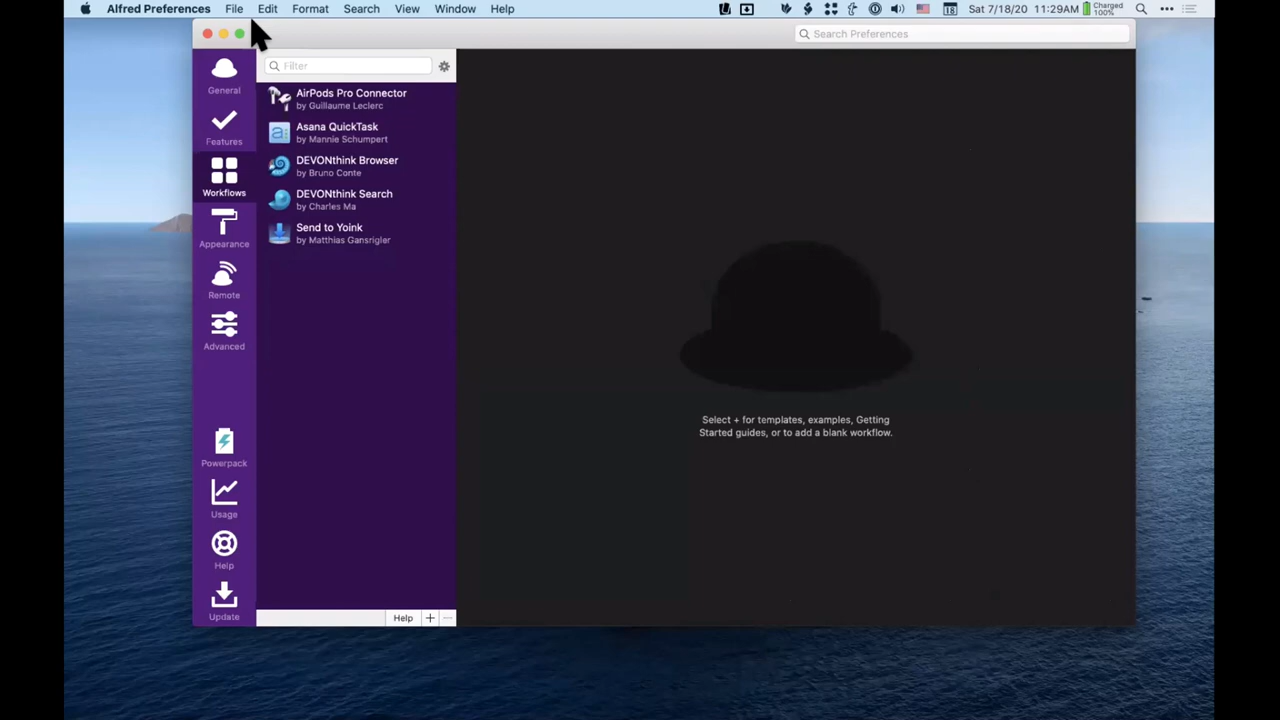 Alfred Preferences File Edit Format Search View Window Help
18 Sat 7/18/20 11:29AM Charged 100%
Search Preferences
Filter
General
Features
Workflows
Appearance
Remote
Advanced
Powerpack
Usage
Help
Update
AirPods Pro Connector
by Guillaume Leclerc
a:
Asana QuickTask
by Mannie Schumpert
DEVONthink Browser
by Bruno Conte
DEVONthink Search
by Charles Ma
Send to Yoink
by Matthias Gansrigler
Select + for templates, examples, Getting
Started guides, or to add a blank workflow.
Help +